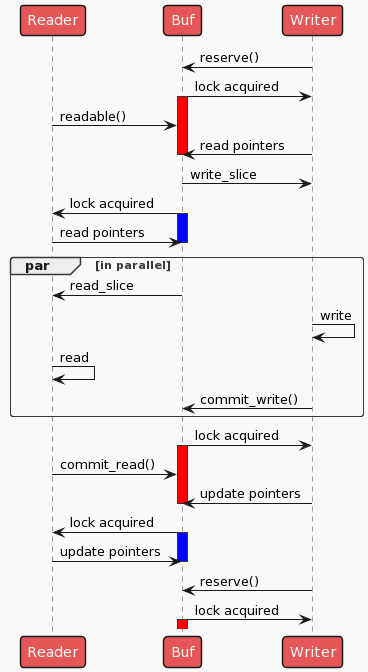 Reader Buf Writer
reserve()
lock acquired
readable()
read pointers
write_slice
lock acquired
read pointers
par [in parallel]
read_slice
write
read
commit_write()
lock acquired
commit_read()
update pointers
lock acquired
update pointers
reserve()
lock acquired
Reader Buf Writer